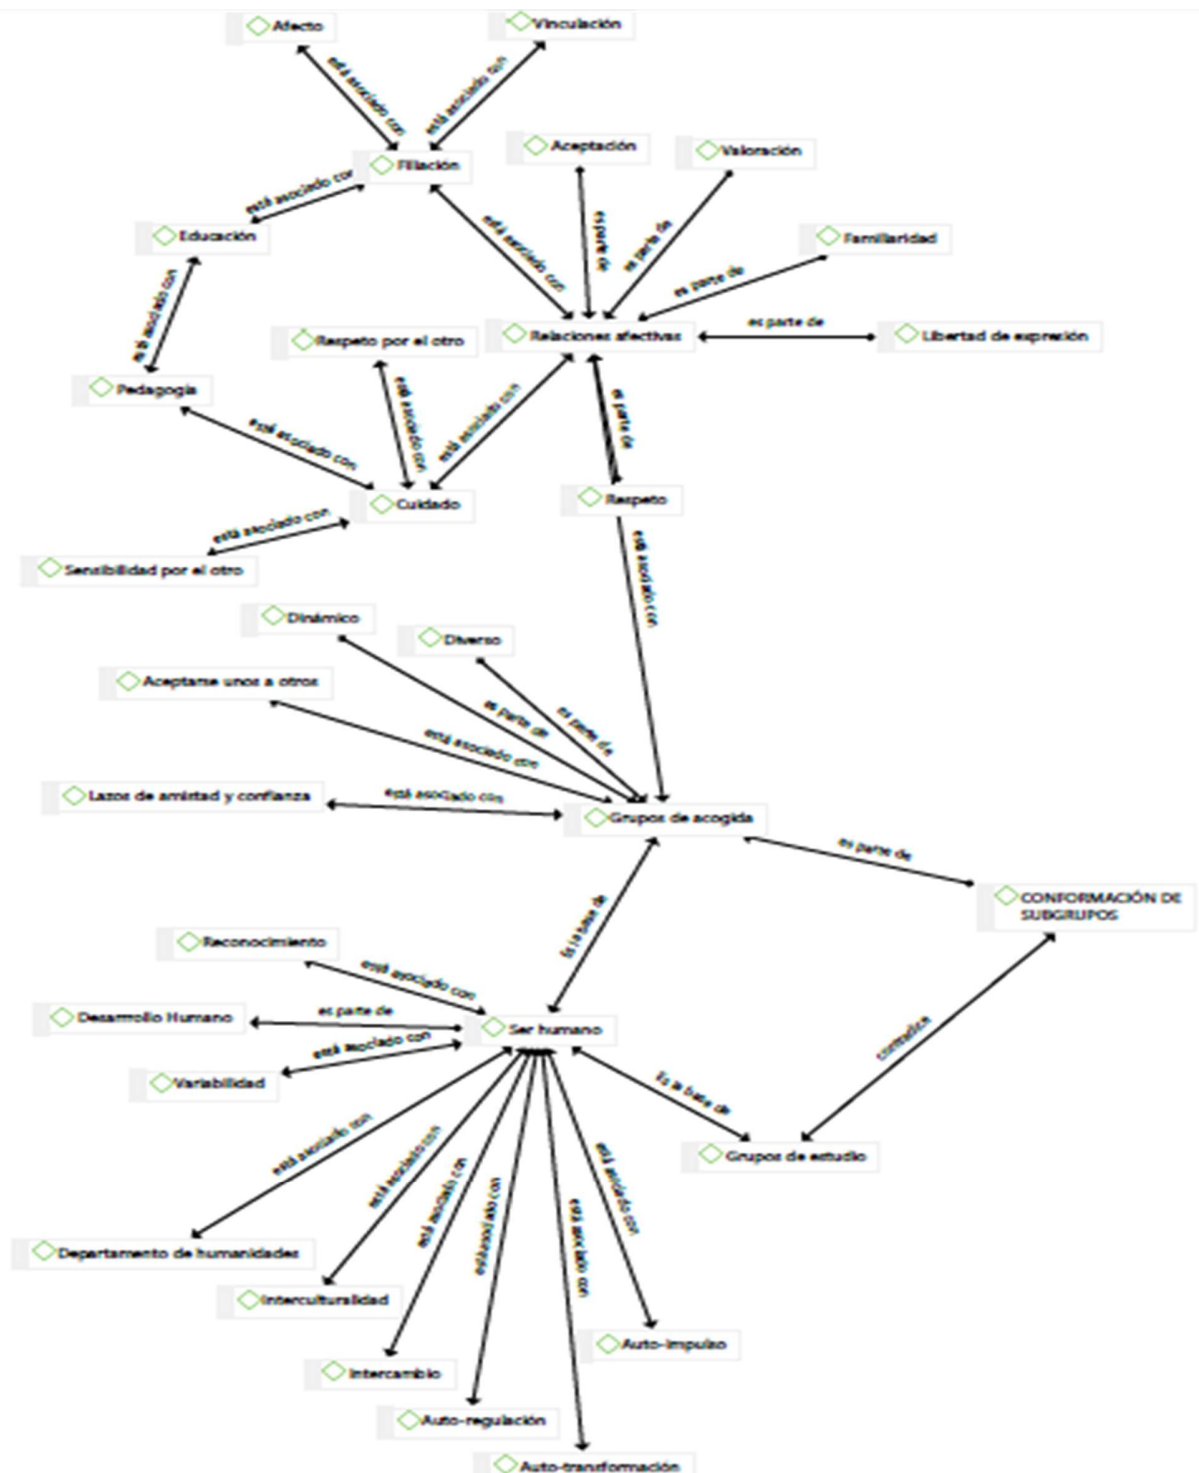 Afecto
Vinculación
está asociado con
está asociado con
Aceptación
Valoración
Filiación
está asociado con
Educación
Familiaridad
está asociado con
es parte de
es parte de
es parte de
está asociado con
Respeto por el otro
Relaciones afectivas
es parte de
Libertad de expresión
Pedagogía
está asociado con
está asociado con
está asociado con
es parte de
Cuidado
Respeto
está asociado con
Sensibilidad por el otro
está asociado con
Dinámico
Diverso
Aceptarse unos a otros
es parte de
es parte de
está asociado con
Lazos de amistad y confianza
está asociado con
Grupos de acogida
es parte de
CONFORMACIÓN DE
SUBGRUPOS
Es la base de
Reconocimiento
está asociado con
Desarrollo Humano
es parte de
Ser humano
está asociado con
Variabilidad
contradice
Es la base de
Grupos de estudio
está asociado con
está asociado con
está asociado con
está asociado con
está asociado con
está asociado con
Departamento de humanidades
Interculturalidad
Auto-impulso
Intercambio
Auto-regulación
Auto-transformación